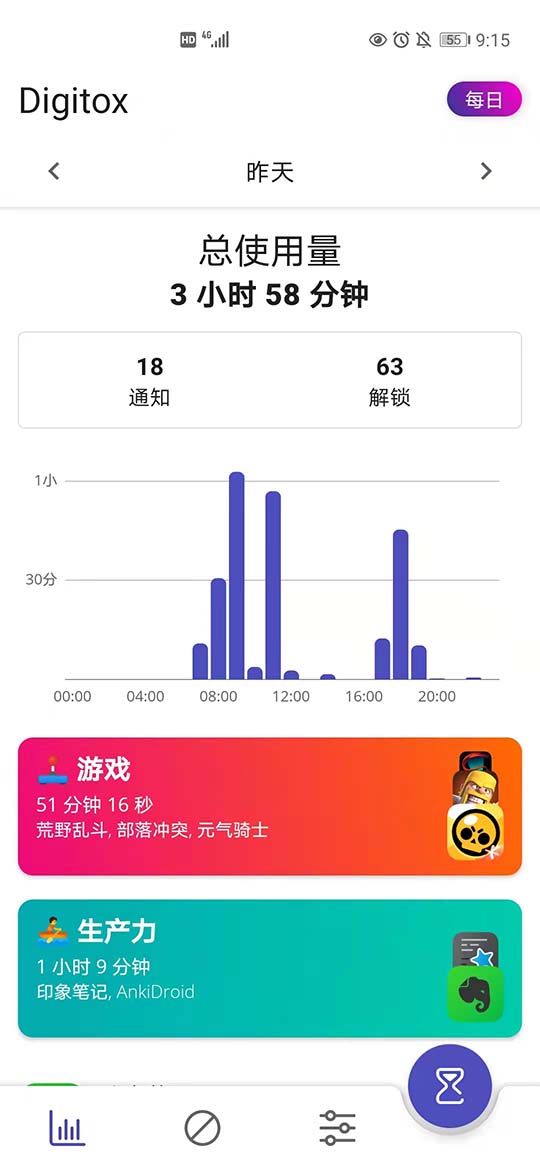 HD 4G 55 9:15
Digitox
每日
昨天
总使用量
3 小时 58 分钟
18
通知
63
解锁
1小
30分
00:00 04:00 08:00 12:00 16:00 20:00
游戏
51 分钟 16 秒
荒野乱斗, 部落冲突, 元气骑士
生产力
1 小时 9 分钟
印象笔记, AnkiDroid